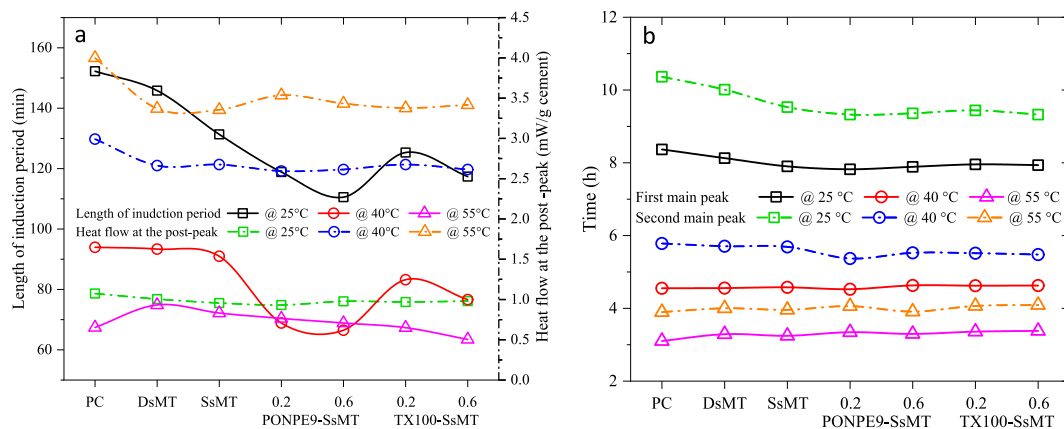 a
160
140
120
100
80
60
Length of induction period (min)
4.5
4.0
3.5
3.0
2.5
2.0
1.5
1.0
0.5
0.0
Heat flow at the post -peak (mW/g cement)
Length of inudction period @ 25°C @ 40°C @ 55°C
Heat flow at the post-peak @ 25°C @ 40°C @ 55°C
PC DsMT SsMT 0.2 0.6 0.2 0.6
PONPE9-SsMT TX100-SsMT
b
12
10
8
6
4
2
Time (h)
First main peak @ 25 °C @ 40 °C @ 55 °C
Second main peak @ 25 °C @ 40 °C @ 55 °C
PC DsMT SsMT 0.2 0.6 0.2 0.6
PONPE9-SsMT TX100-SsMT